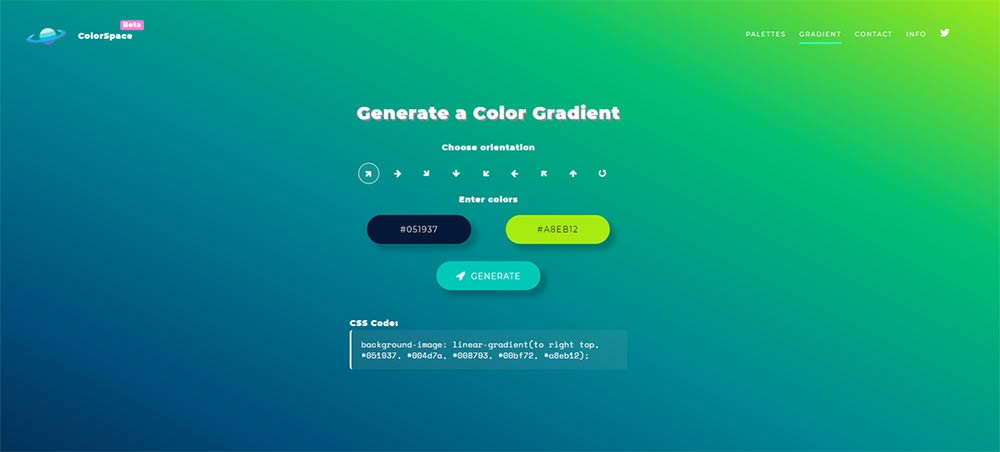 Beta
ColorSpace
PALETTES GRADIENT CONTACT INFO
Generate a Color Gradient
Choose orientation
Enter colors
#051937 #A8EB12
GENERATE
CSS Code:
background-image: linear-gradient(to right top,
#051937, #004d7a, #008793, #00bf72, #a8eb12);